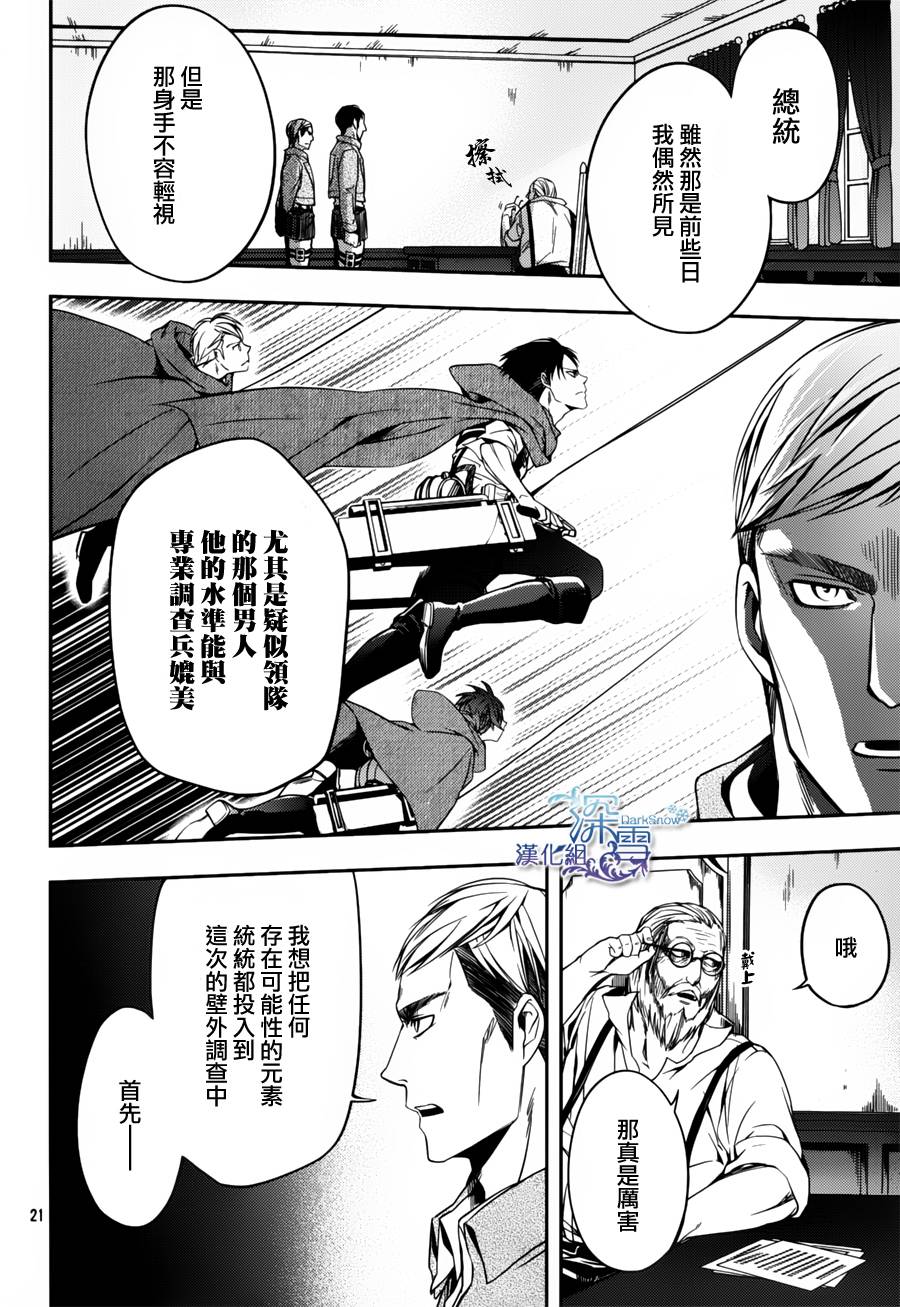 總統
雖然那是前些日
我偶然所見
擦拭
但是
那身手不容輕視
尤其是疑似領隊
的那個男人
他的水準能與
專業調查兵媲美
深雪
DarkSnow
漢化組
哦
戴上
那真是厲害
我想把任何
存在可能性的元素
統統都投入到
這次的壁外調查中
首先——
21